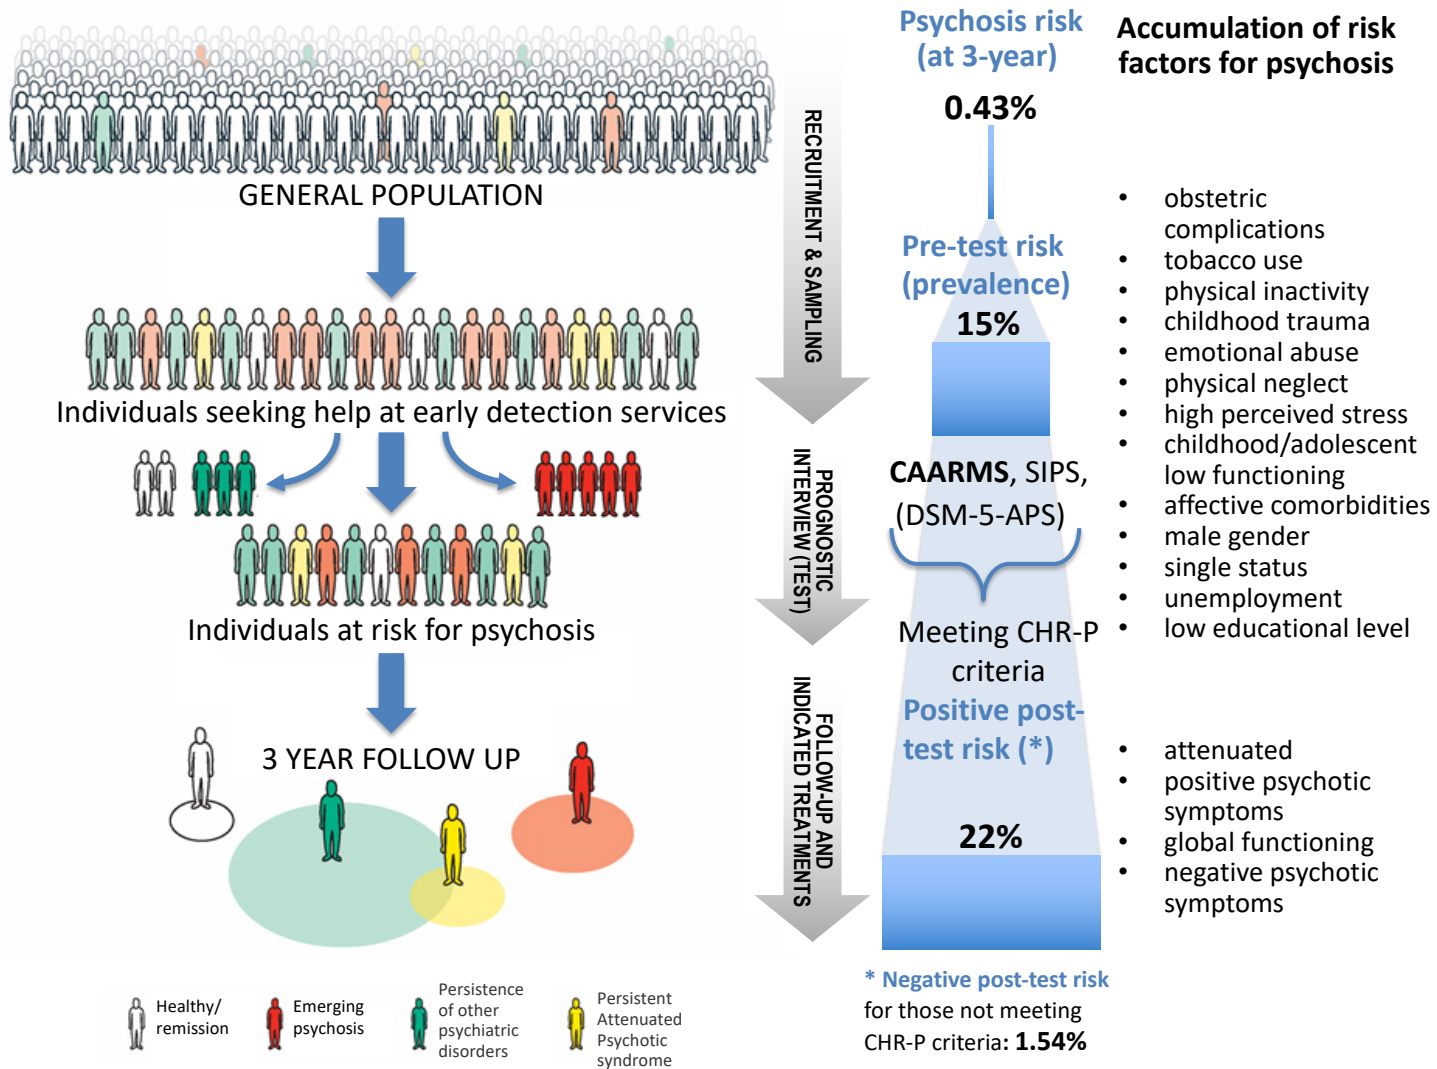 GENERAL POPULATION
Individuals seeking help at early detection services
Individuals at risk for psychosis
3 YEAR FOLLOW UP
Healthy/
remission
Emerging
psychosis
Persistence
of other
psychiatric
disorders
Persistent
Attenuated
Psychotic
syndrome
RECRUITMENT & SAMPLING
PROGNOSTIC
INTERVIEW (TEST)
FOLLOW-UP AND
INDICATED TREATMENTS
Psychosis risk
(at 3-year)
0.43%
Pre-test risk
(prevalence)
15%
CAARMS, SIPS,
(DSM-5-APS)
Meeting CHR-P
criteria
Positive post-
test risk (*)
22%
* Negative post-test risk
for those not meeting
CHR-P criteria: 1.54%
Accumulation of risk
factors for psychosis
• obstetric
complications
• tobacco use
• physical inactivity
• childhood trauma
• emotional abuse
• physical neglect
• high perceived stress
• childhood/adolescent
low functioning
• affective comorbidities
• male gender
• single status
• unemployment
• low educational level
• attenuated
• positive psychotic
symptoms
• global functioning
• negative psychotic
symptoms